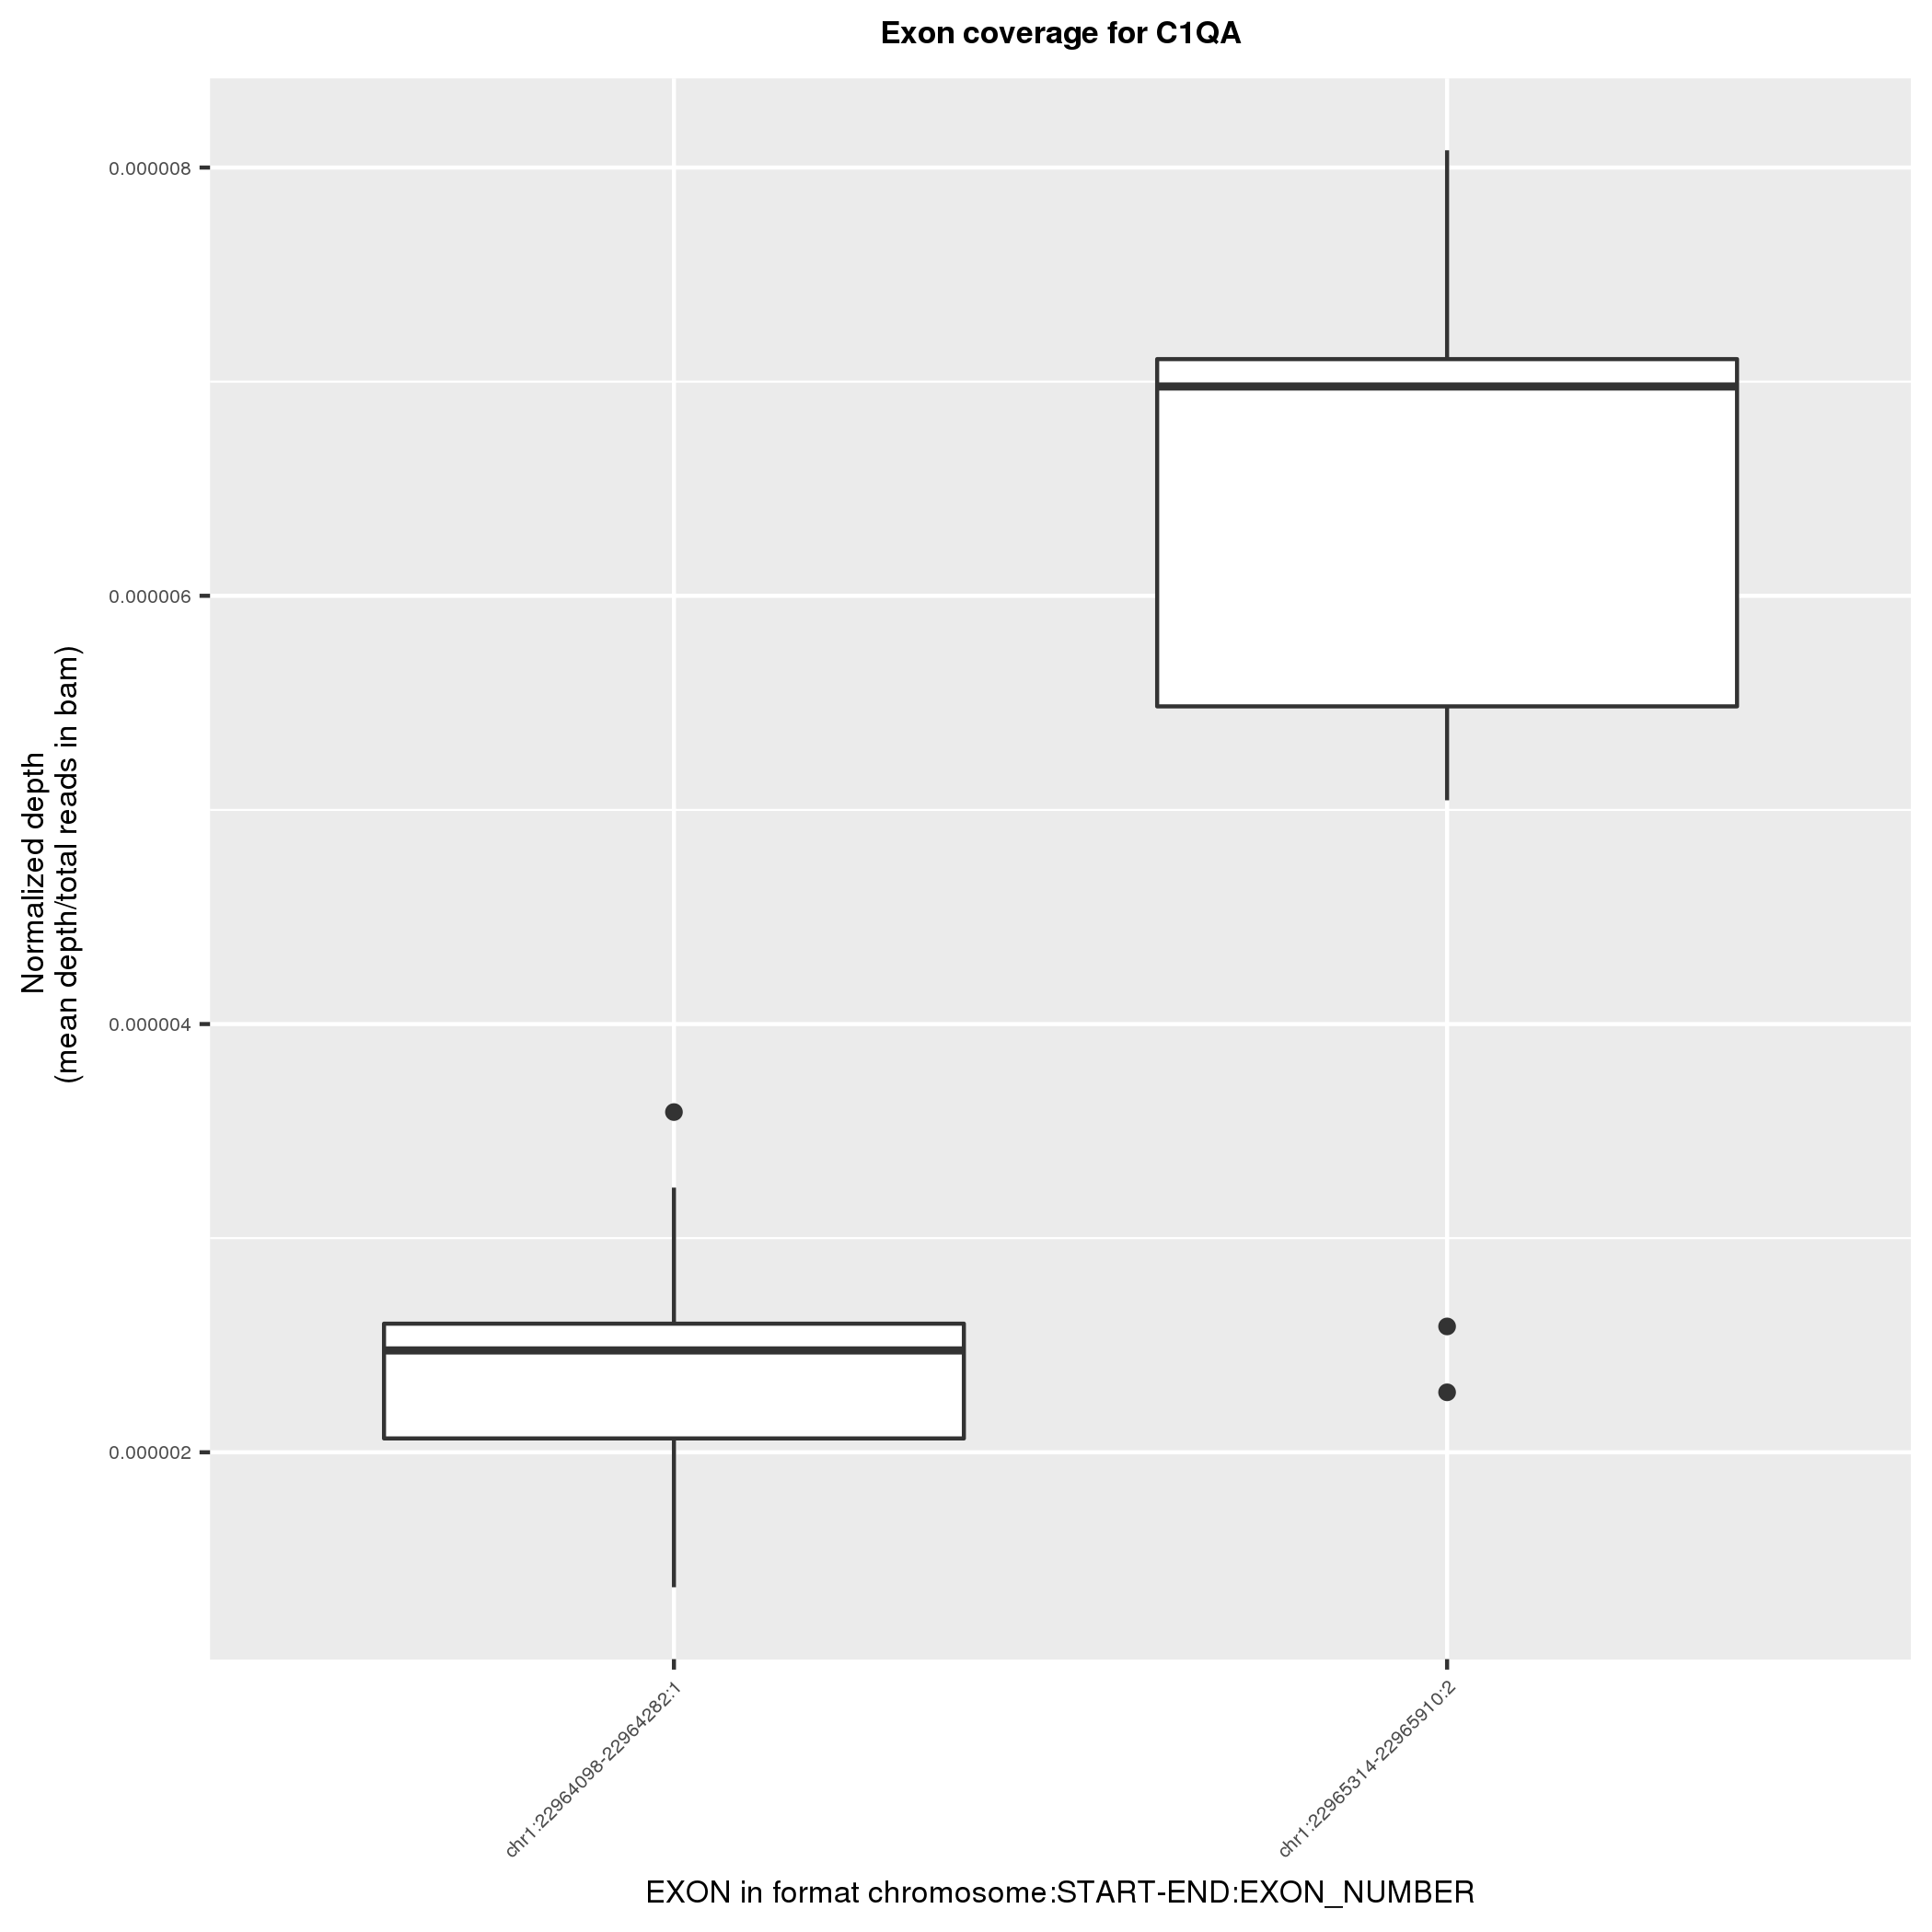 Exon coverage for C1QA
Normalized depth
(mean depth/total reads in bam)
0.000008
0.000006
0.000004
0.000002
chr1:22964098-22964282:1
chr1:22965314-22965910:2
EXON in format chromosome:START-END:EXON_NUMBER